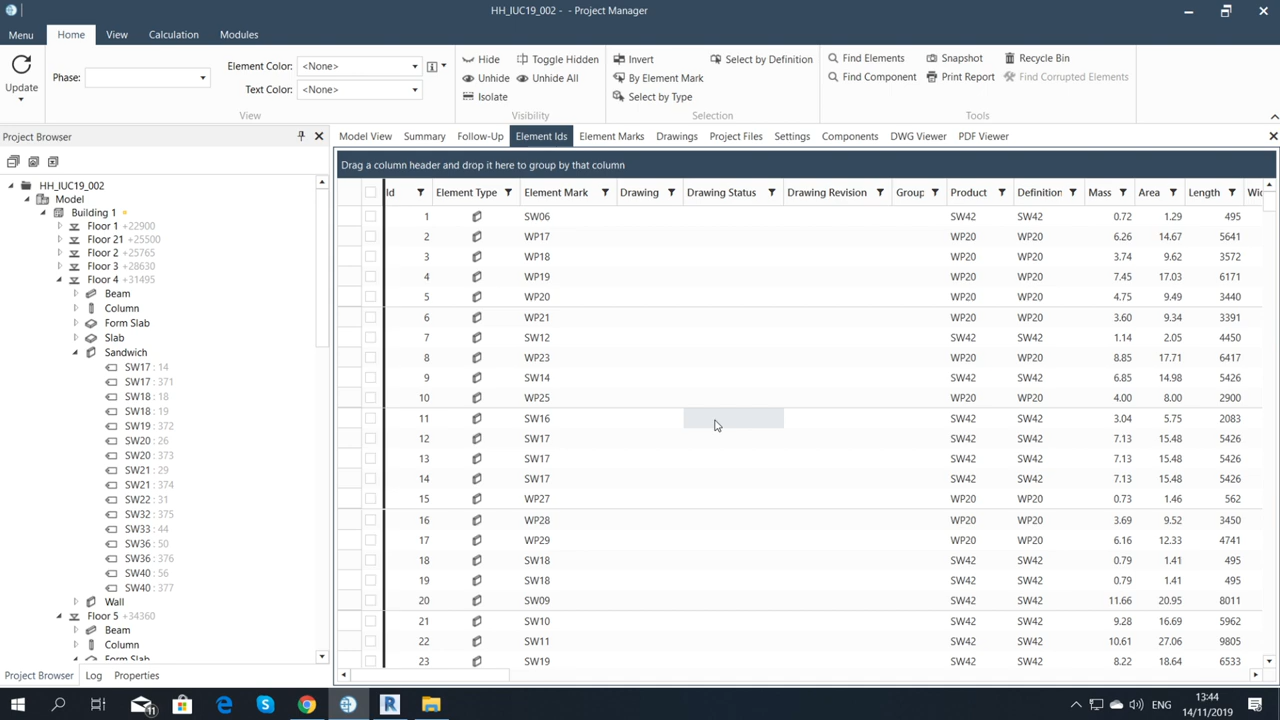 HH_IUC19_002 - - Project Manager
Menu Home View Calculation Modules
Update
Phase:
Element Color: <None>
Text Color: <None>
View
Hide Toggle Hidden
Unhide Unhide All
Isolate
Visibility
Invert Select by Definition
By Element Mark
Select by Type
Selection
Find Elements Snapshot Recycle Bin
Find Component Print Report Find Corrupted Elements
Tools
Project Browser
HH_IUC19_002
Model
Building 1
Floor 1 +22900
Floor 21 +25500
Floor 2 +25765
Floor 3 +28630
Floor 4 +31495
Beam
Column
Form Slab
Slab
Sandwich
SW17 : 14
SW17 : 371
SW18 : 18
SW18 : 19
SW19 : 372
SW20 : 26
SW20 : 373
SW21 : 29
SW21 : 374
SW22 : 31
SW32 : 375
SW33 : 44
SW36 : 50
SW36 : 376
SW40 : 56
SW40 : 377
Wall
Floor 5 +34360
Beam
Column
Form Slab
Project Browser Log Properties
Model View Summary Follow-Up Element Ids Element Marks Drawings Project Files Settings Components DWG Viewer PDF Viewer
Drag a column header and drop it here to group by that column
Id Element Type Element Mark Drawing Drawing Status Drawing Revision Group Product Definition Mass Area Length Wid
1 SW06 SW42 SW42 0.72 1.29 495
2 WP17 WP20 WP20 6.26 14.67 5641
3 WP18 WP20 WP20 3.74 9.62 3572
4 WP19 WP20 WP20 7.45 17.03 6171
5 WP20 WP20 WP20 4.75 9.49 3440
6 WP21 WP20 WP20 3.60 9.34 3391
7 SW12 SW42 SW42 1.14 2.05 4450
8 WP23 WP20 WP20 8.85 17.71 6417
9 SW14 SW42 SW42 6.85 14.98 5426
10 WP25 WP20 WP20 4.00 8.00 2900
11 SW16 SW42 SW42 3.04 5.75 2083
12 SW17 SW42 SW42 7.13 15.48 5426
13 SW17 SW42 SW42 7.13 15.48 5426
14 SW17 SW42 SW42 7.13 15.48 5426
15 WP27 WP20 WP20 0.73 1.46 562
16 WP28 WP20 WP20 3.69 9.52 3450
17 WP29 WP20 WP20 6.16 12.33 4741
18 SW18 SW42 SW42 0.79 1.41 495
19 SW18 SW42 SW42 0.79 1.41 495
20 SW09 SW42 SW42 11.66 20.95 8011
21 SW10 SW42 SW42 9.28 16.69 5962
22 SW11 SW42 SW42 10.61 27.06 9805
23 SW19 SW42 SW42 8.22 18.64 6533
11
ENG
13:44
14/11/2019